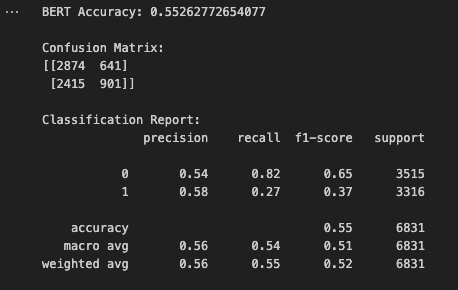 ... BERT Accuracy: 0.55262772654077
Confusion Matrix:
[[2874 641]
[2415 901]]
Classification Report:
precision recall f1-score support
0 0.54 0.82 0.65 3515
1 0.58 0.27 0.37 3316
accuracy 0.55 6831
macro avg 0.56 0.54 0.51 6831
weighted avg 0.56 0.55 0.52 6831